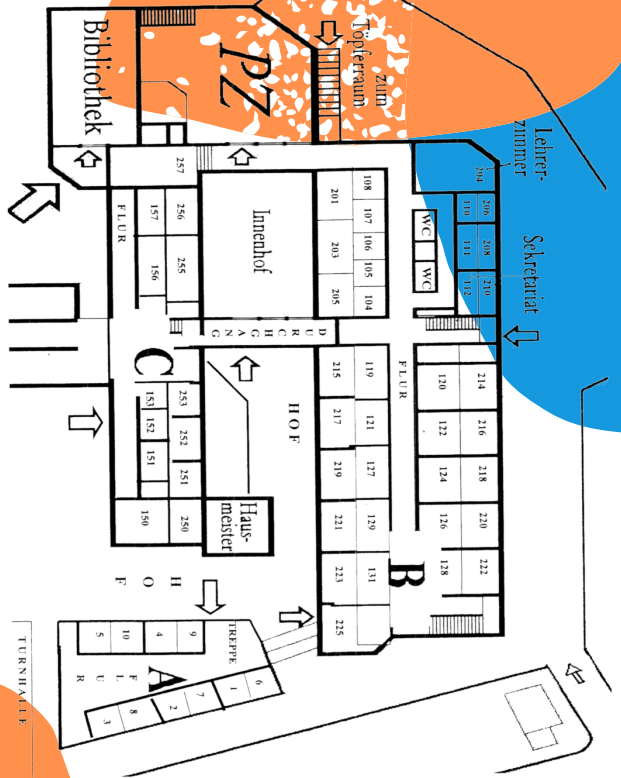 Bibliothek
PZ
zum
Töpferraum
Lehrer-
zimmer
204
257
108
201
107
WC
110
206
Sekretariat
FLUR
157
256
Innenhof
106
203
111
208
156
255
105
205
104
WC
112
210
DURCHGANG
C
HOF
215
119
FLUR
120
214
153
253
217
121
122
216
152
252
219
127
124
218
151
251
221
129
126
220
150
250
Haus-
meister
223
131
B
128
222
225
HOF
TREPPE
5
10
4
9
A
FLUR
6
1
7
2
8
3
TURNHALLE